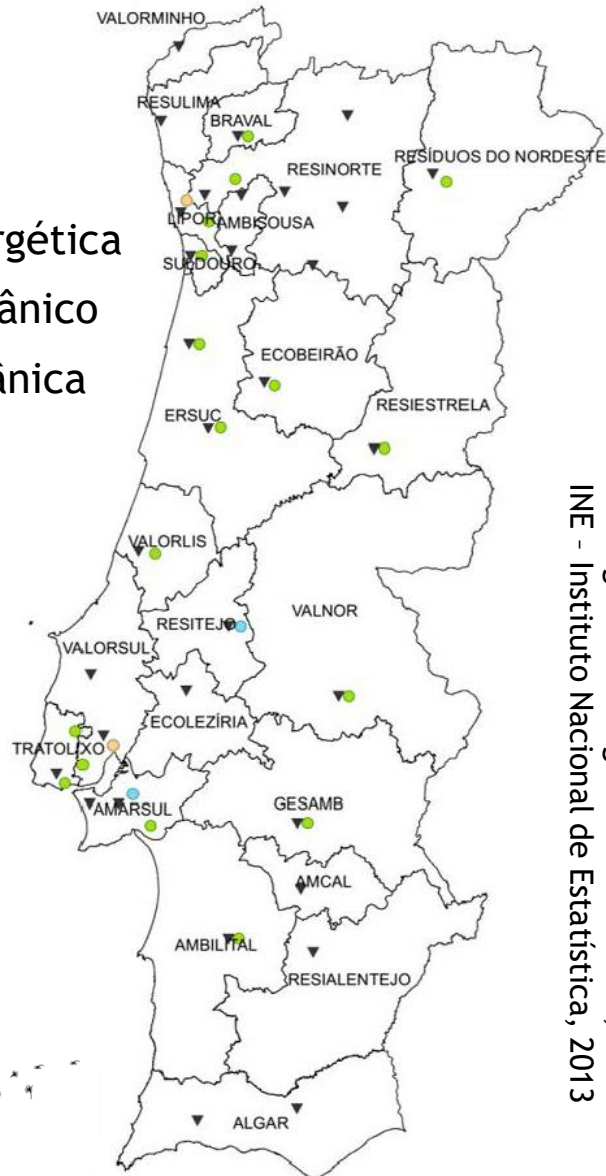 VALORMINHO
RESULIMA
BRAVAL
RESINORTE
RESÍDUOS DO NORDESTE
LIPOR
AMBISOUSA
SULDOURO
rgética
ânico
ânica
ECOBEIRÃO
ERSUC
RESIESTRELA
VALORLIS
RESITEJO
VALNOR
VALORSUL
ECOLEZÍRIA
TRATOLIXO
AMARSUL
GESAMB
AMCAL
AMBILITAL
RESIALENTEJO
ALGAR
INE - Instituto Nacional de Estatística, 2013